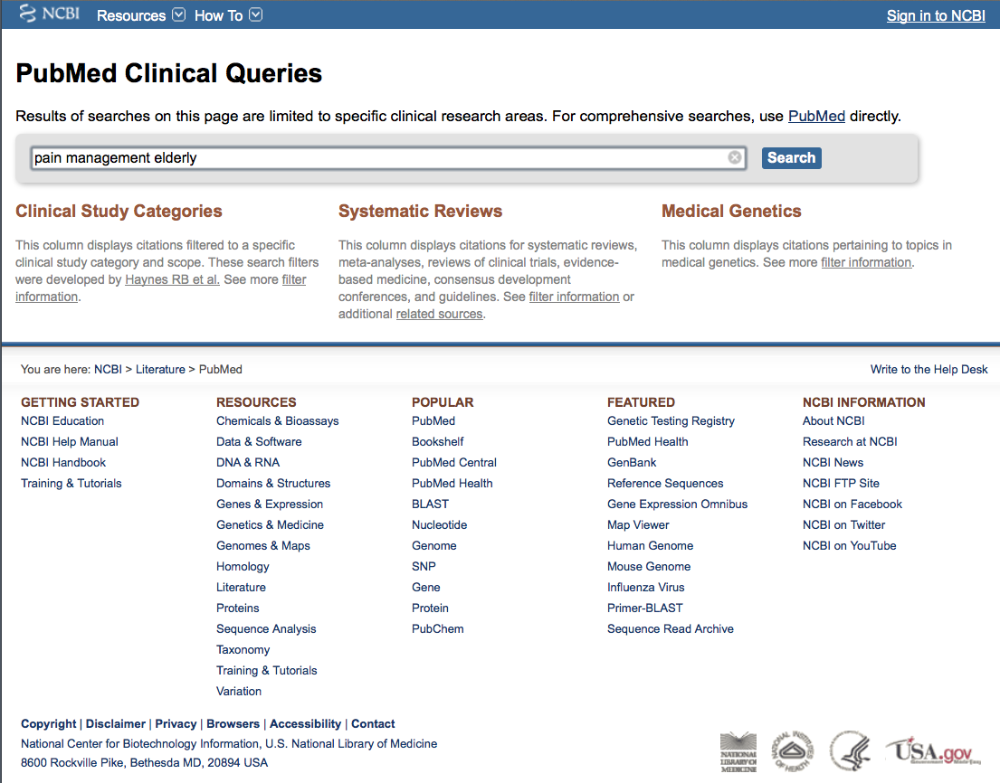 NCBI Resources How To Sign in to NCBI
PubMed Clinical Queries
Results of searches on this page are limited to specific clinical research areas. For comprehensive searches, use PubMed directly.
pain management elderly Search
Clinical Study Categories
This column displays citations filtered to a specific
clinical study category and scope. These search filters
were developed by Haynes RB et al. See more filter
information.
Systematic Reviews
This column displays citations for systematic reviews,
meta-analyses, reviews of clinical trials, evidence-
based medicine, consensus development
conferences, and guidelines. See filter information or
additional related sources.
Medical Genetics
This column displays citations pertaining to topics in
medical genetics. See more filter information.
You are here: NCBI > Literature > PubMed Write to the Help Desk
GETTING STARTED
NCBI Education
NCBI Help Manual
NCBI Handbook
Training & Tutorials
RESOURCES
Chemicals & Bioassays
Data & Software
DNA & RNA
Domains & Structures
Genes & Expression
Genetics & Medicine
Genomes & Maps
Homology
Literature
Proteins
Sequence Analysis
Taxonomy
Training & Tutorials
Variation
POPULAR
PubMed
Bookshelf
PubMed Central
PubMed Health
BLAST
Nucleotide
Genome
SNP
Gene
Protein
PubChem
FEATURED
Genetic Testing Registry
PubMed Health
GenBank
Reference Sequences
Gene Expression Omnibus
Map Viewer
Human Genome
Mouse Genome
Influenza Virus
Primer-BLAST
Sequence Read Archive
NCBI INFORMATION
About NCBI
Research at NCBI
NCBI News
NCBI FTP Site
NCBI on Facebook
NCBI on Twitter
NCBI on YouTube
Copyright | Disclaimer | Privacy | Browsers | Accessibility | Contact
National Center for Biotechnology Information, U.S. National Library of Medicine
8600 Rockville Pike, Bethesda MD, 20894 USA
NATIONAL
LIBRARY OF
MEDICINE
NATIONAL INSTITUTES OF HEALTH
USA.gov
Government Made Easy